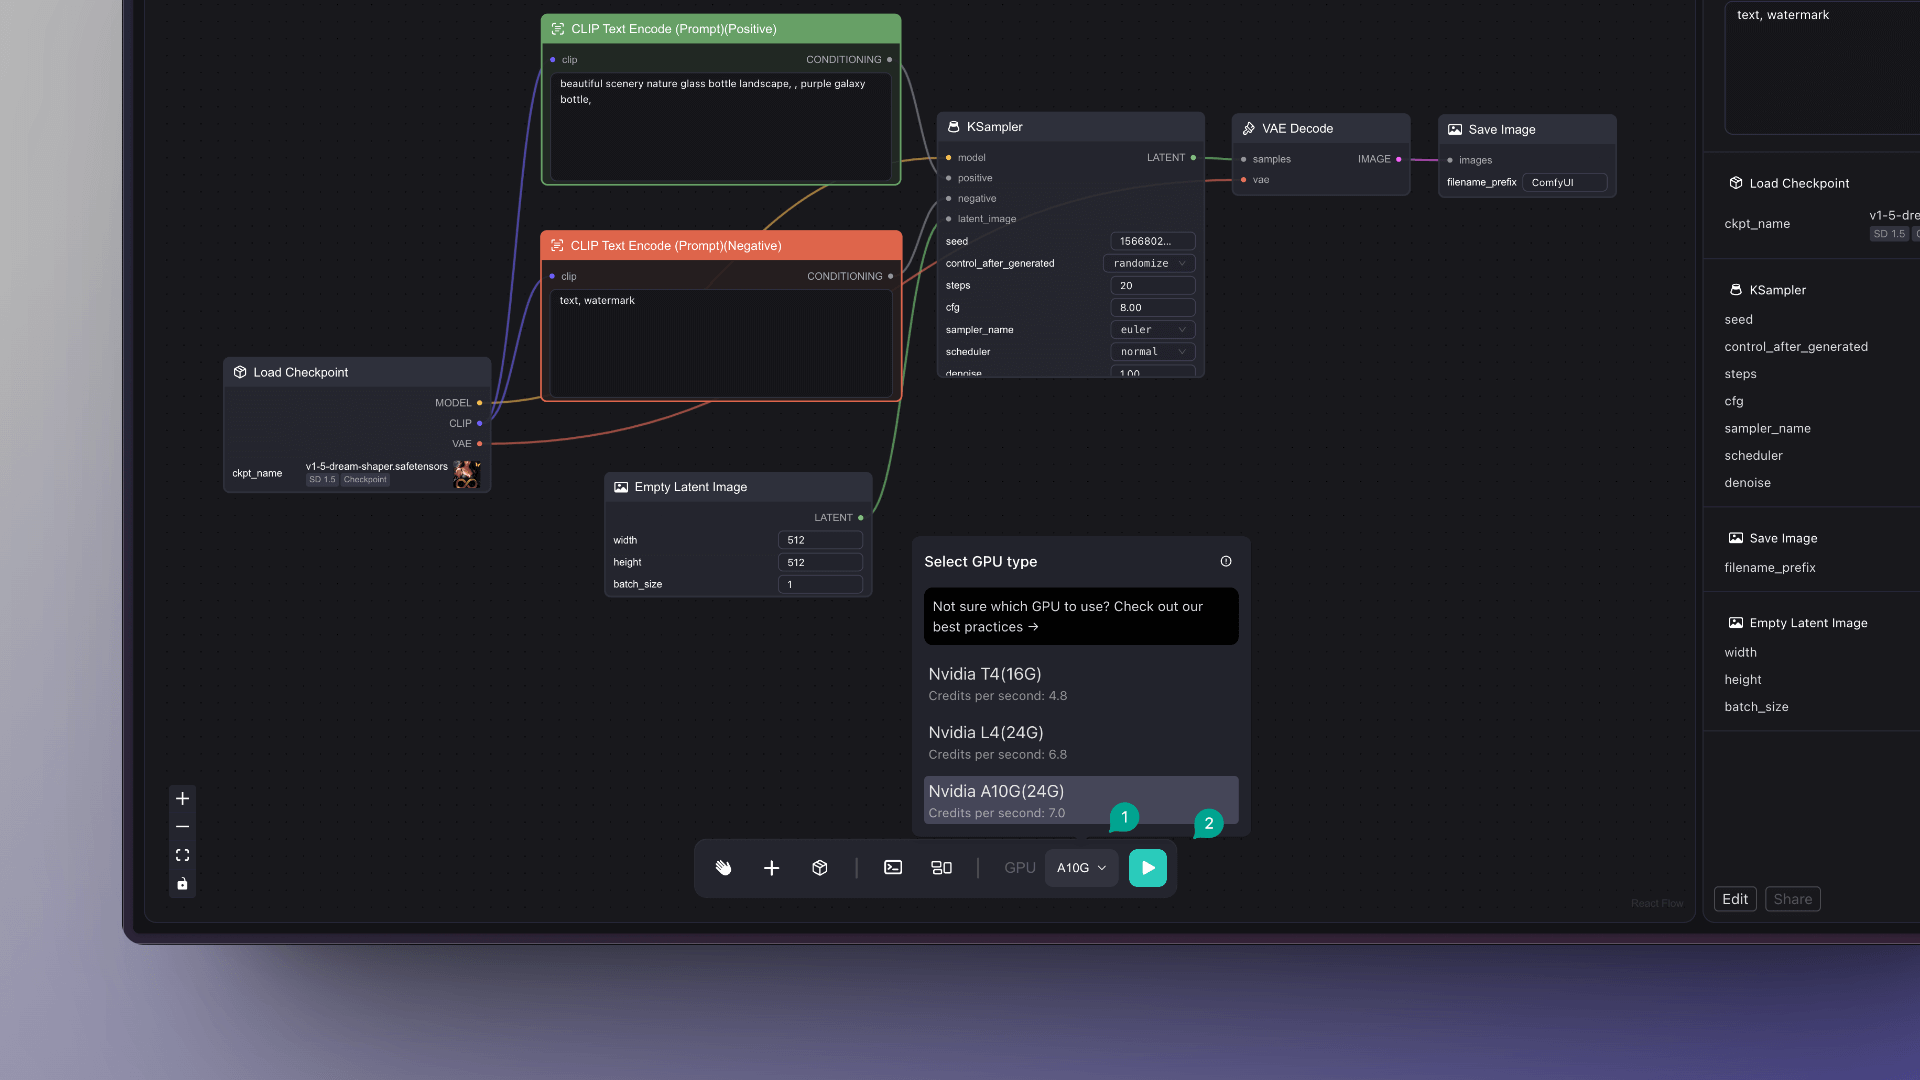 CLIP Text Encode (Prompt)(Positive)
clip
CONDITIONING
beautiful scenery nature glass bottle landscape, , purple galaxy
bottle,
CLIP Text Encode (Prompt)(Negative)
clip
CONDITIONING
text, watermark
Load Checkpoint
MODEL
CLIP
VAE
ckpt_name
v1-5-dream-shaper.safetensors
SD 1.5 Checkpoint
Empty Latent Image
LATENT
width 512
height 512
batch_size 1
KSampler
model LATENT
positive
negative
latent_image
seed 1566802...
control_after_generated randomize
steps 20
cfg 8.00
sampler_name euler
scheduler normal
denoise 1.00
VAE Decode
samples IMAGE
vae
Save Image
images
filename_prefix ComfyUI
Select GPU type
Not sure which GPU to use? Check out our
best practices →
Nvidia T4(16G)
Credits per second: 4.8
Nvidia L4(24G)
Credits per second: 6.8
Nvidia A10G(24G)
Credits per second: 7.0
1
2
GPU A10G
React Flow
text, watermark
Load Checkpoint
ckpt_name
v1-5-dre
SD 1.5
KSampler
seed
control_after_generated
steps
cfg
sampler_name
scheduler
denoise
Save Image
filename_prefix
Empty Latent Image
width
height
batch_size
Edit
Share